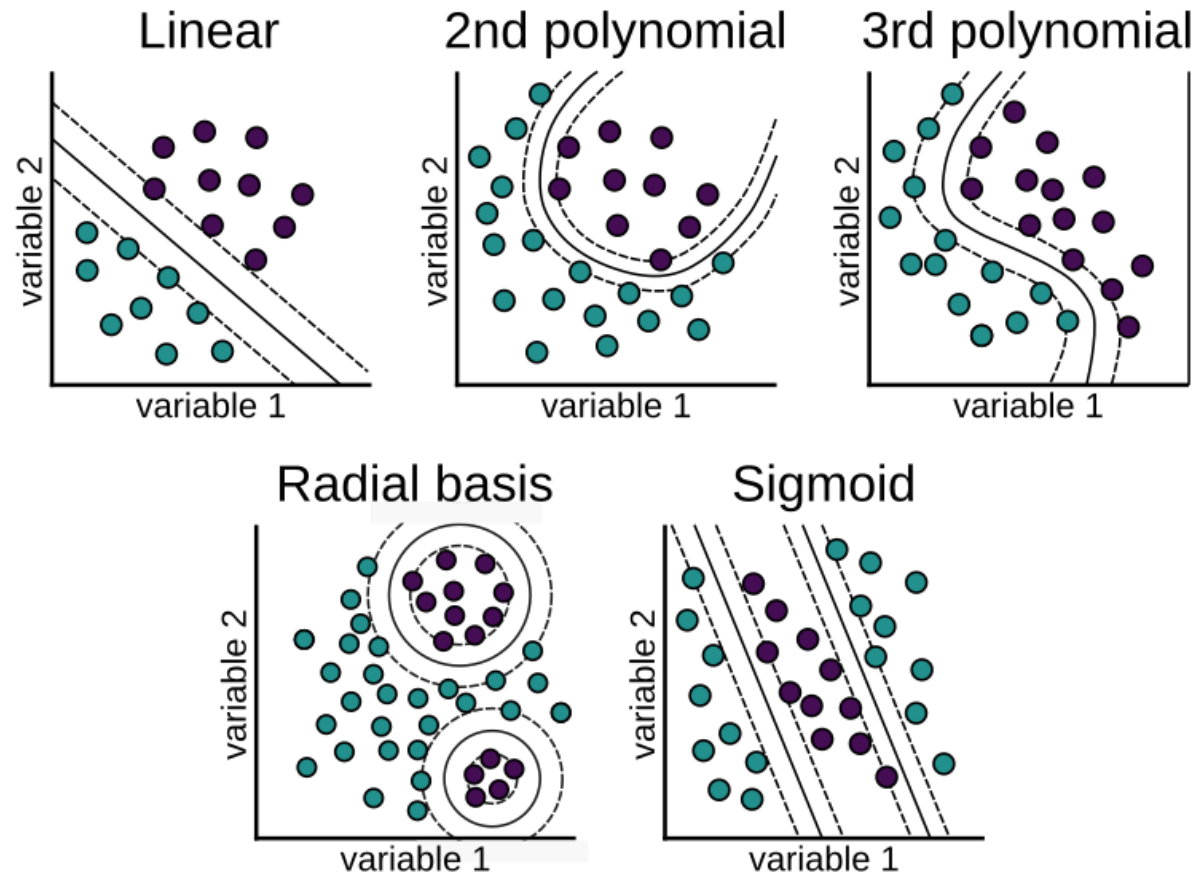 Linear
2nd polynomial
3rd polynomial
variable 2
variable 2
variable 2
variable 1
variable 1
variable 1
Radial basis
Sigmoid
variable 2
variable 2
variable 1
variable 1